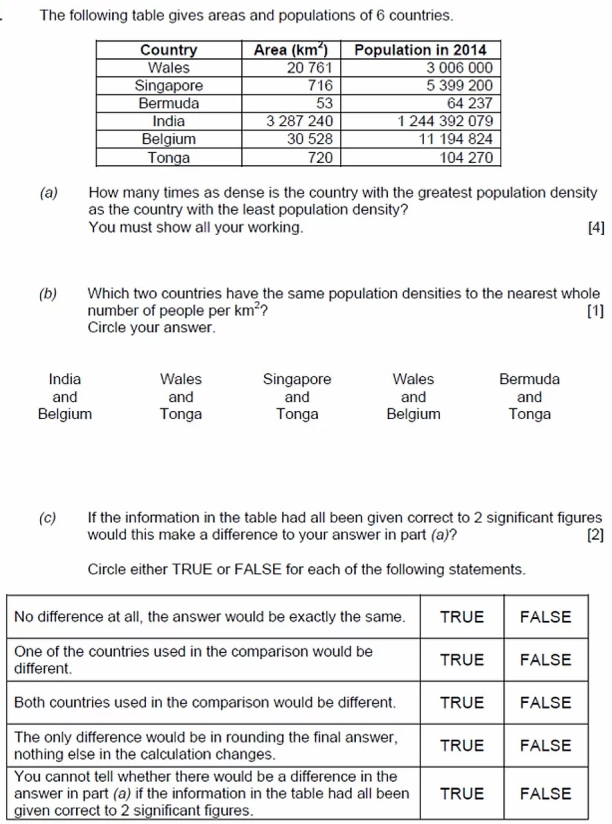 The following table gives areas and populations of 6 countries.
Country Area (km²) Population in 2014
Wales 20 761 3 006 000
Singapore 716 5 399 200
Bermuda 53 64 237
India 3 287 240 1 244 392 079
Belgium 30 528 11 194 824
Tonga 720 104 270
(a) How many times as dense is the country with the greatest population density
as the country with the least population density?
You must show all your working. [4]
(b) Which two countries have the same population densities to the nearest whole
number of people per km²? [1]
Circle your answer.
India Wales Singapore Wales Bermuda
and and and and and
Belgium Tonga Tonga Belgium Tonga
(c) If the information in the table had all been given correct to 2 significant figures
would this make a difference to your answer in part (a)? [2]
Circle either TRUE or FALSE for each of the following statements.
No difference at all, the answer would be exactly the same. TRUE FALSE
One of the countries used in the comparison would be
different. TRUE FALSE
Both countries used in the comparison would be different. TRUE FALSE
The only difference would be in rounding the final answer,
nothing else in the calculation changes. TRUE FALSE
You cannot tell whether there would be a difference in the
answer in part (a) if the information in the table had all been TRUE FALSE
given correct to 2 significant figures.